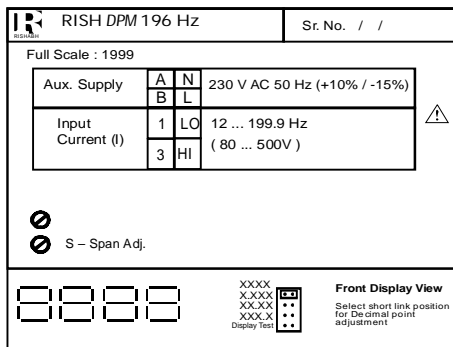 RISHABH
RISH DPM 196 Hz
Sr. No. / /
Full Scale : 1999
Aux. Supply A N 230 V AC 50 Hz (+10% / -15%)
B L
Input Current (I) 1 LO 12 ... 199.9 Hz
3 HI ( 80 ... 500V )
S – Span Adj.
XXXX
X.XXX
XX.XX
XXX.X
Display Test
Front Display View
Select short link position
for Decimal point
adjustment